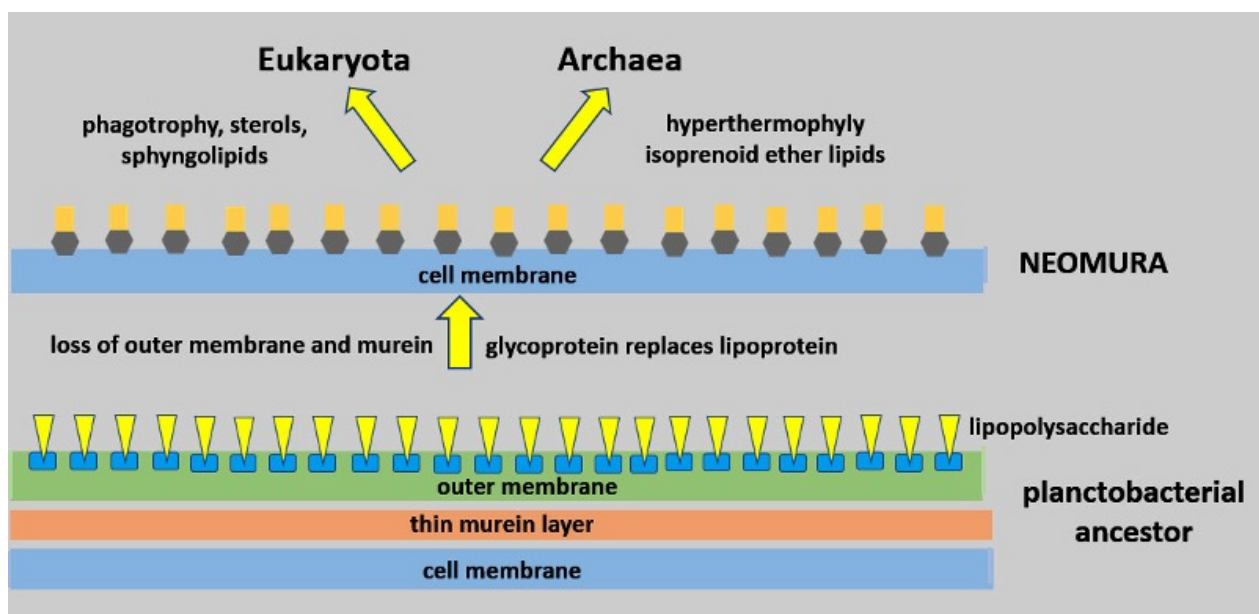 Eukaryota
Archaea
phagotrophy, sterols,
sphyngolipids
hyperthermophyly
isoprenoid ether lipids
cell membrane
NEOMURA
loss of outer membrane and murein
glycoprotein replaces lipoprotein
lipopolysaccharide
outer membrane
planctobacterial
ancestor
thin murein layer
cell membrane